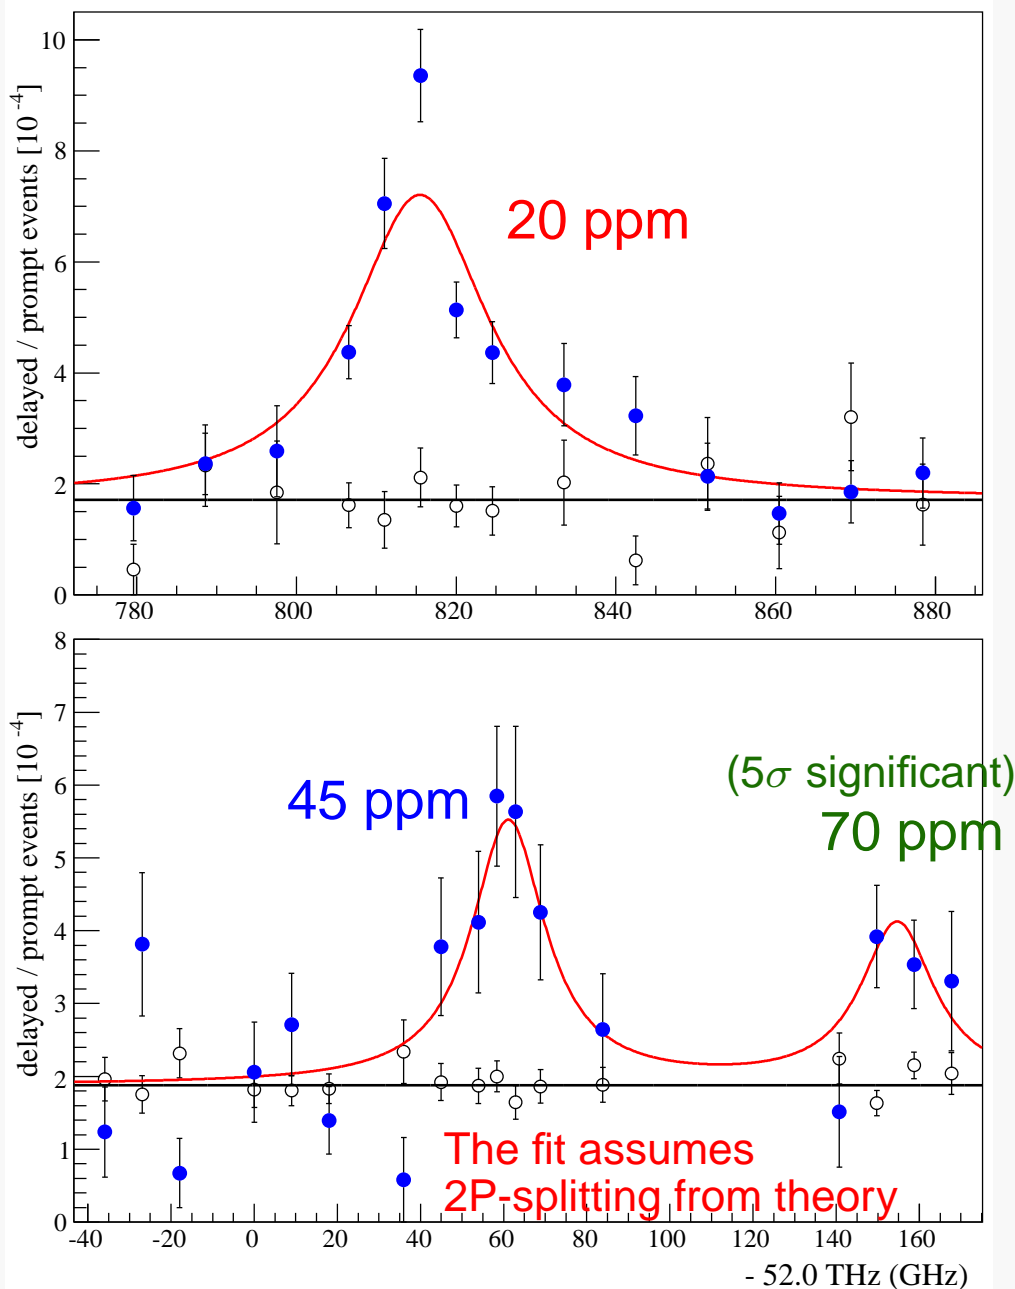 delayed / prompt events [10 -4]
10
8
6
4
2
0
20 ppm
780 800 820 840 860 880
delayed / prompt events [10 -4]
8
7
6
5
4
3
2
1
0
45 ppm
(5σ significant)
70 ppm
The fit assumes
2P-splitting from theory
-40 -20 0 20 40 60 80 100 120 140 160
- 52.0 THz (GHz)